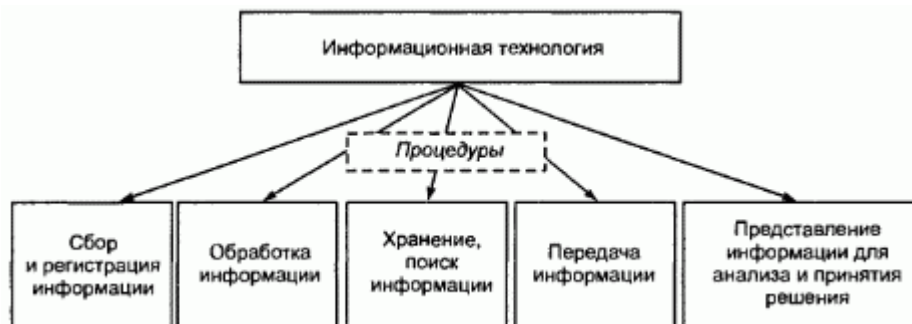 Информационная технология
Процедуры
Сбор
и регистрация
информации
Обработка
информации
Хранение,
поиск
информации
Передача
информации
Представление
информации для
анализа и принятия
решения